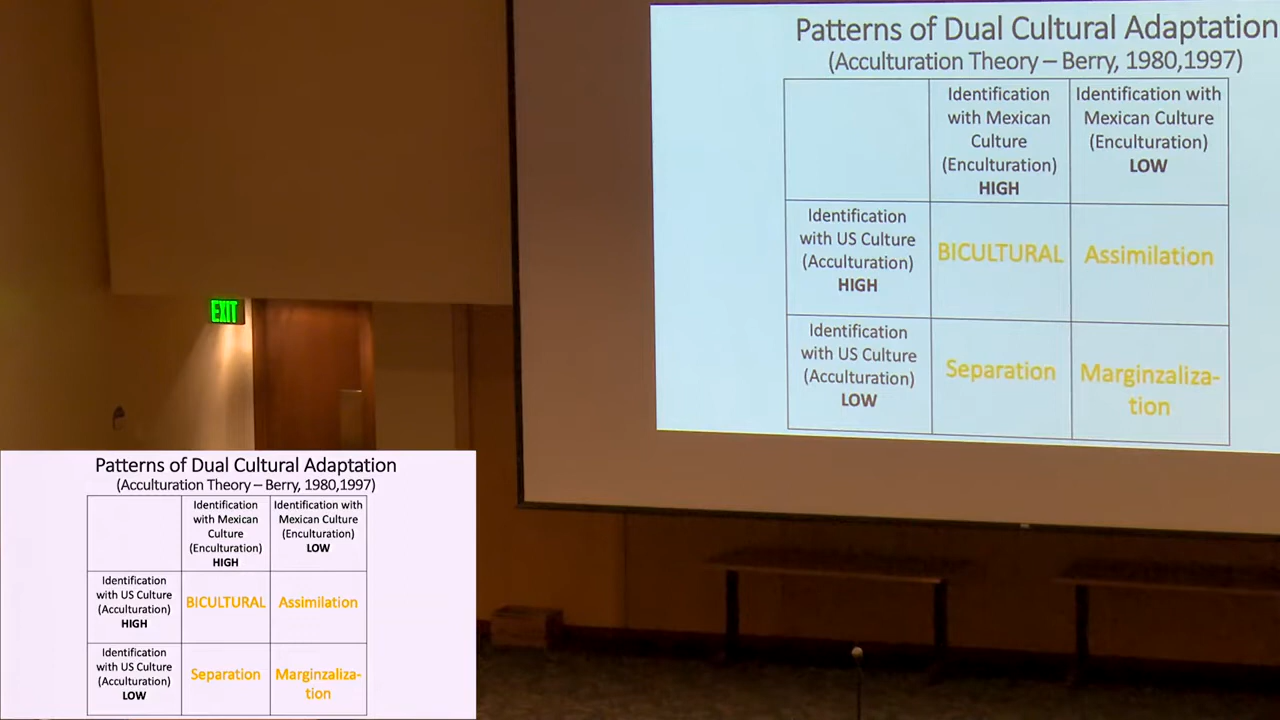 Patterns of Dual Cultural Adaptation
(Acculturation Theory – Berry, 1980,1997)
Identification
with Mexican
Culture
(Enculturation)
HIGH
Identification with
Mexican Culture
(Enculturation)
LOW
Identification
with US Culture
(Acculturation)
HIGH
BICULTURAL
Assimilation
Identification
with US Culture
(Acculturation)
LOW
Separation
Marginzaliza-
tion
EXIT
Patterns of Dual Cultural Adaptation
(Acculturation Theory – Berry, 1980,1997)
Identification
with Mexican
Culture
(Enculturation)
HIGH
Identification with
Mexican Culture
(Enculturation)
LOW
Identification
with US Culture
(Acculturation)
HIGH
BICULTURAL
Assimilation
Identification
with US Culture
(Acculturation)
LOW
Separation
Marginzaliza-
tion